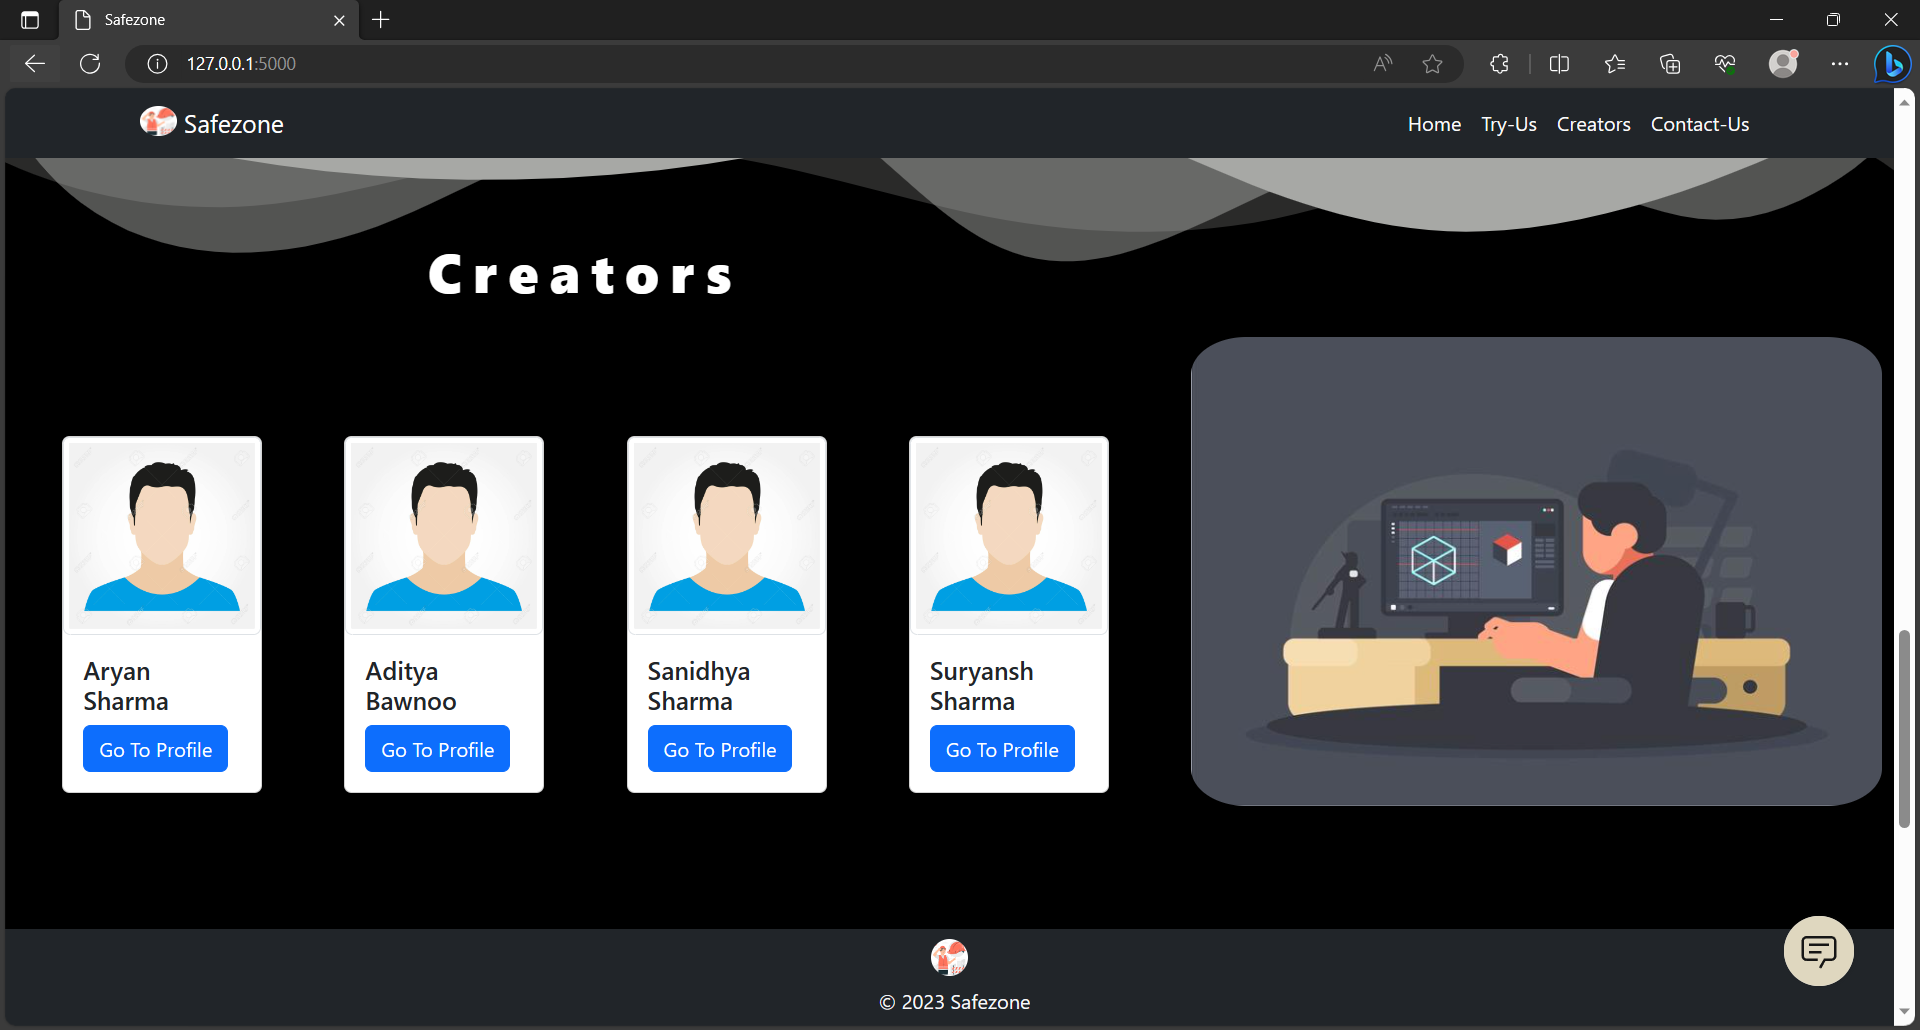 Safezone
127.0.0.1:5000
Safezone
Home Try-Us Creators Contact-Us
Creators
Aryan
Sharma
Go To Profile
Aditya
Bawnoo
Go To Profile
Sanidhya
Sharma
Go To Profile
Suryansh
Sharma
Go To Profile
© 2023 Safezone